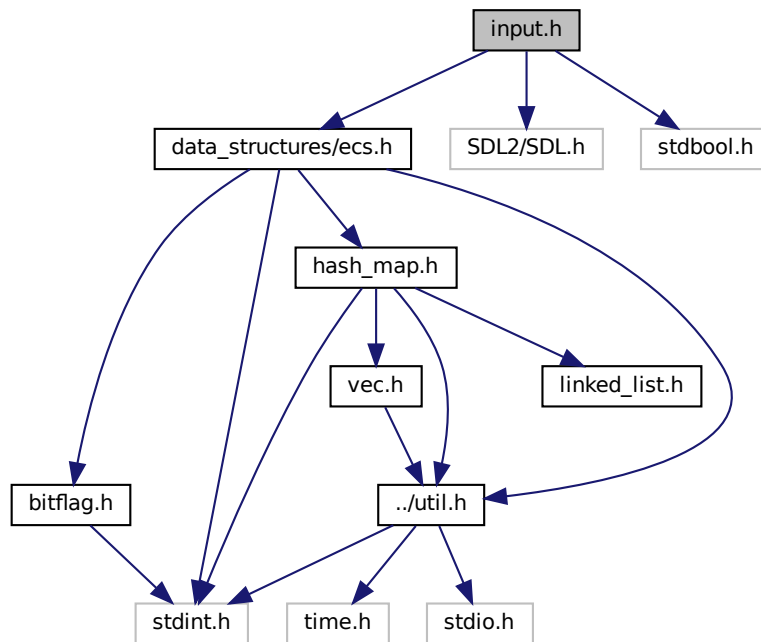 input.h
data_structures/ecs.h
SDL2/SDL.h
stdbool.h
hash_map.h
vec.h
linked_list.h
bitflag.h
../util.h
stdint.h
time.h
stdio.h